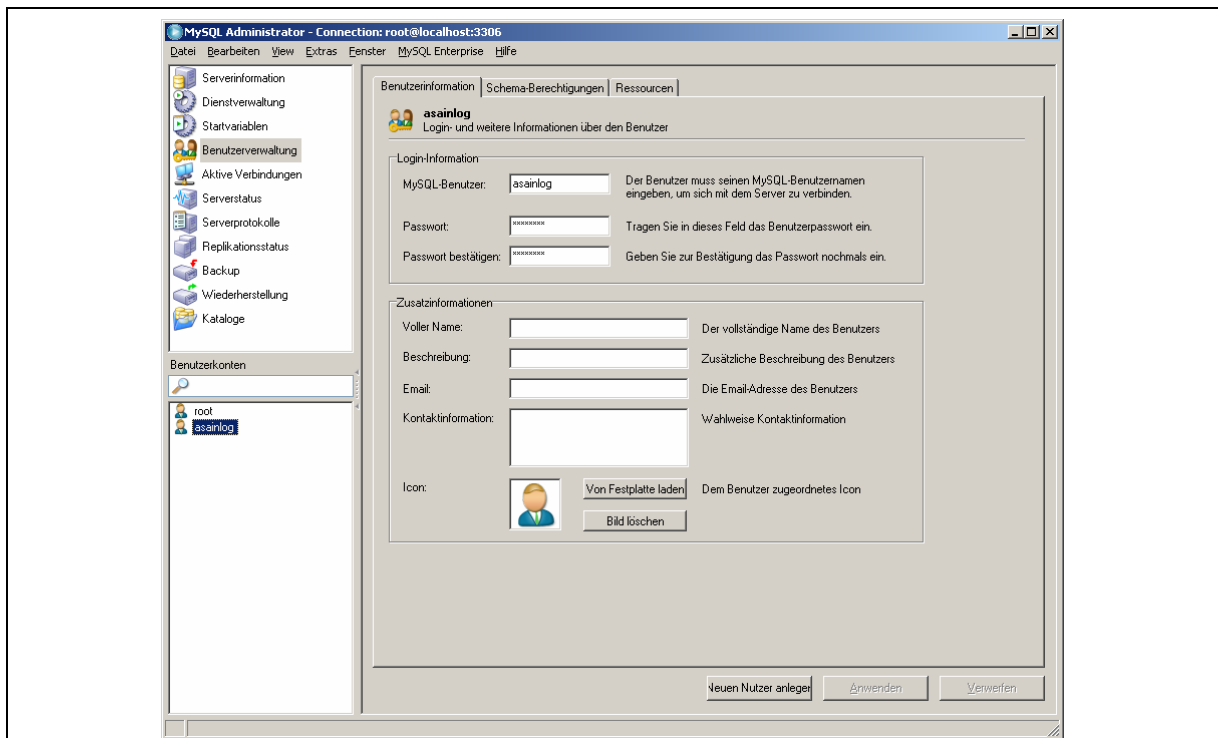 MySQL Administrator - Connection: root@localhost:3306
Datei Bearbeiten View Extras Fenster MySQL Enterprise Hilfe
Serverinformation
Dienstverwaltung
Startvariablen
Benutzerverwaltung
Aktive Verbindungen
Serverstatus
Serverprotokolle
Replikationsstatus
Backup
Wiederherstellung
Kataloge
Benutzerkonten
root
asainlog
Benutzerinformation Schema-Berechtigungen Ressourcen
asainlog
Login- und weitere Informationen über den Benutzer
Login-Information
MySQL-Benutzer: asainlog Der Benutzer muss seinen MySQL-Benutzernamen
eingeben, um sich mit dem Server zu verbinden.
Passwort: ******** Tragen Sie in dieses Feld das Benutzerpasswort ein.
Passwort bestätigen: ******** Geben Sie zur Bestätigung das Passwort nochmals ein.
Zusatzinformationen
Voller Name: Der vollständige Name des Benutzers
Beschreibung: Zusätzliche Beschreibung des Benutzers
Email: Die Email-Adresse des Benutzers
Kontaktinformation: Wahlweise Kontaktinformation
Icon: Von Festplatte laden Dem Benutzer zugeordnetes Icon
Bild löschen
Neuen Nutzer anlegen Anwenden Verwerfen